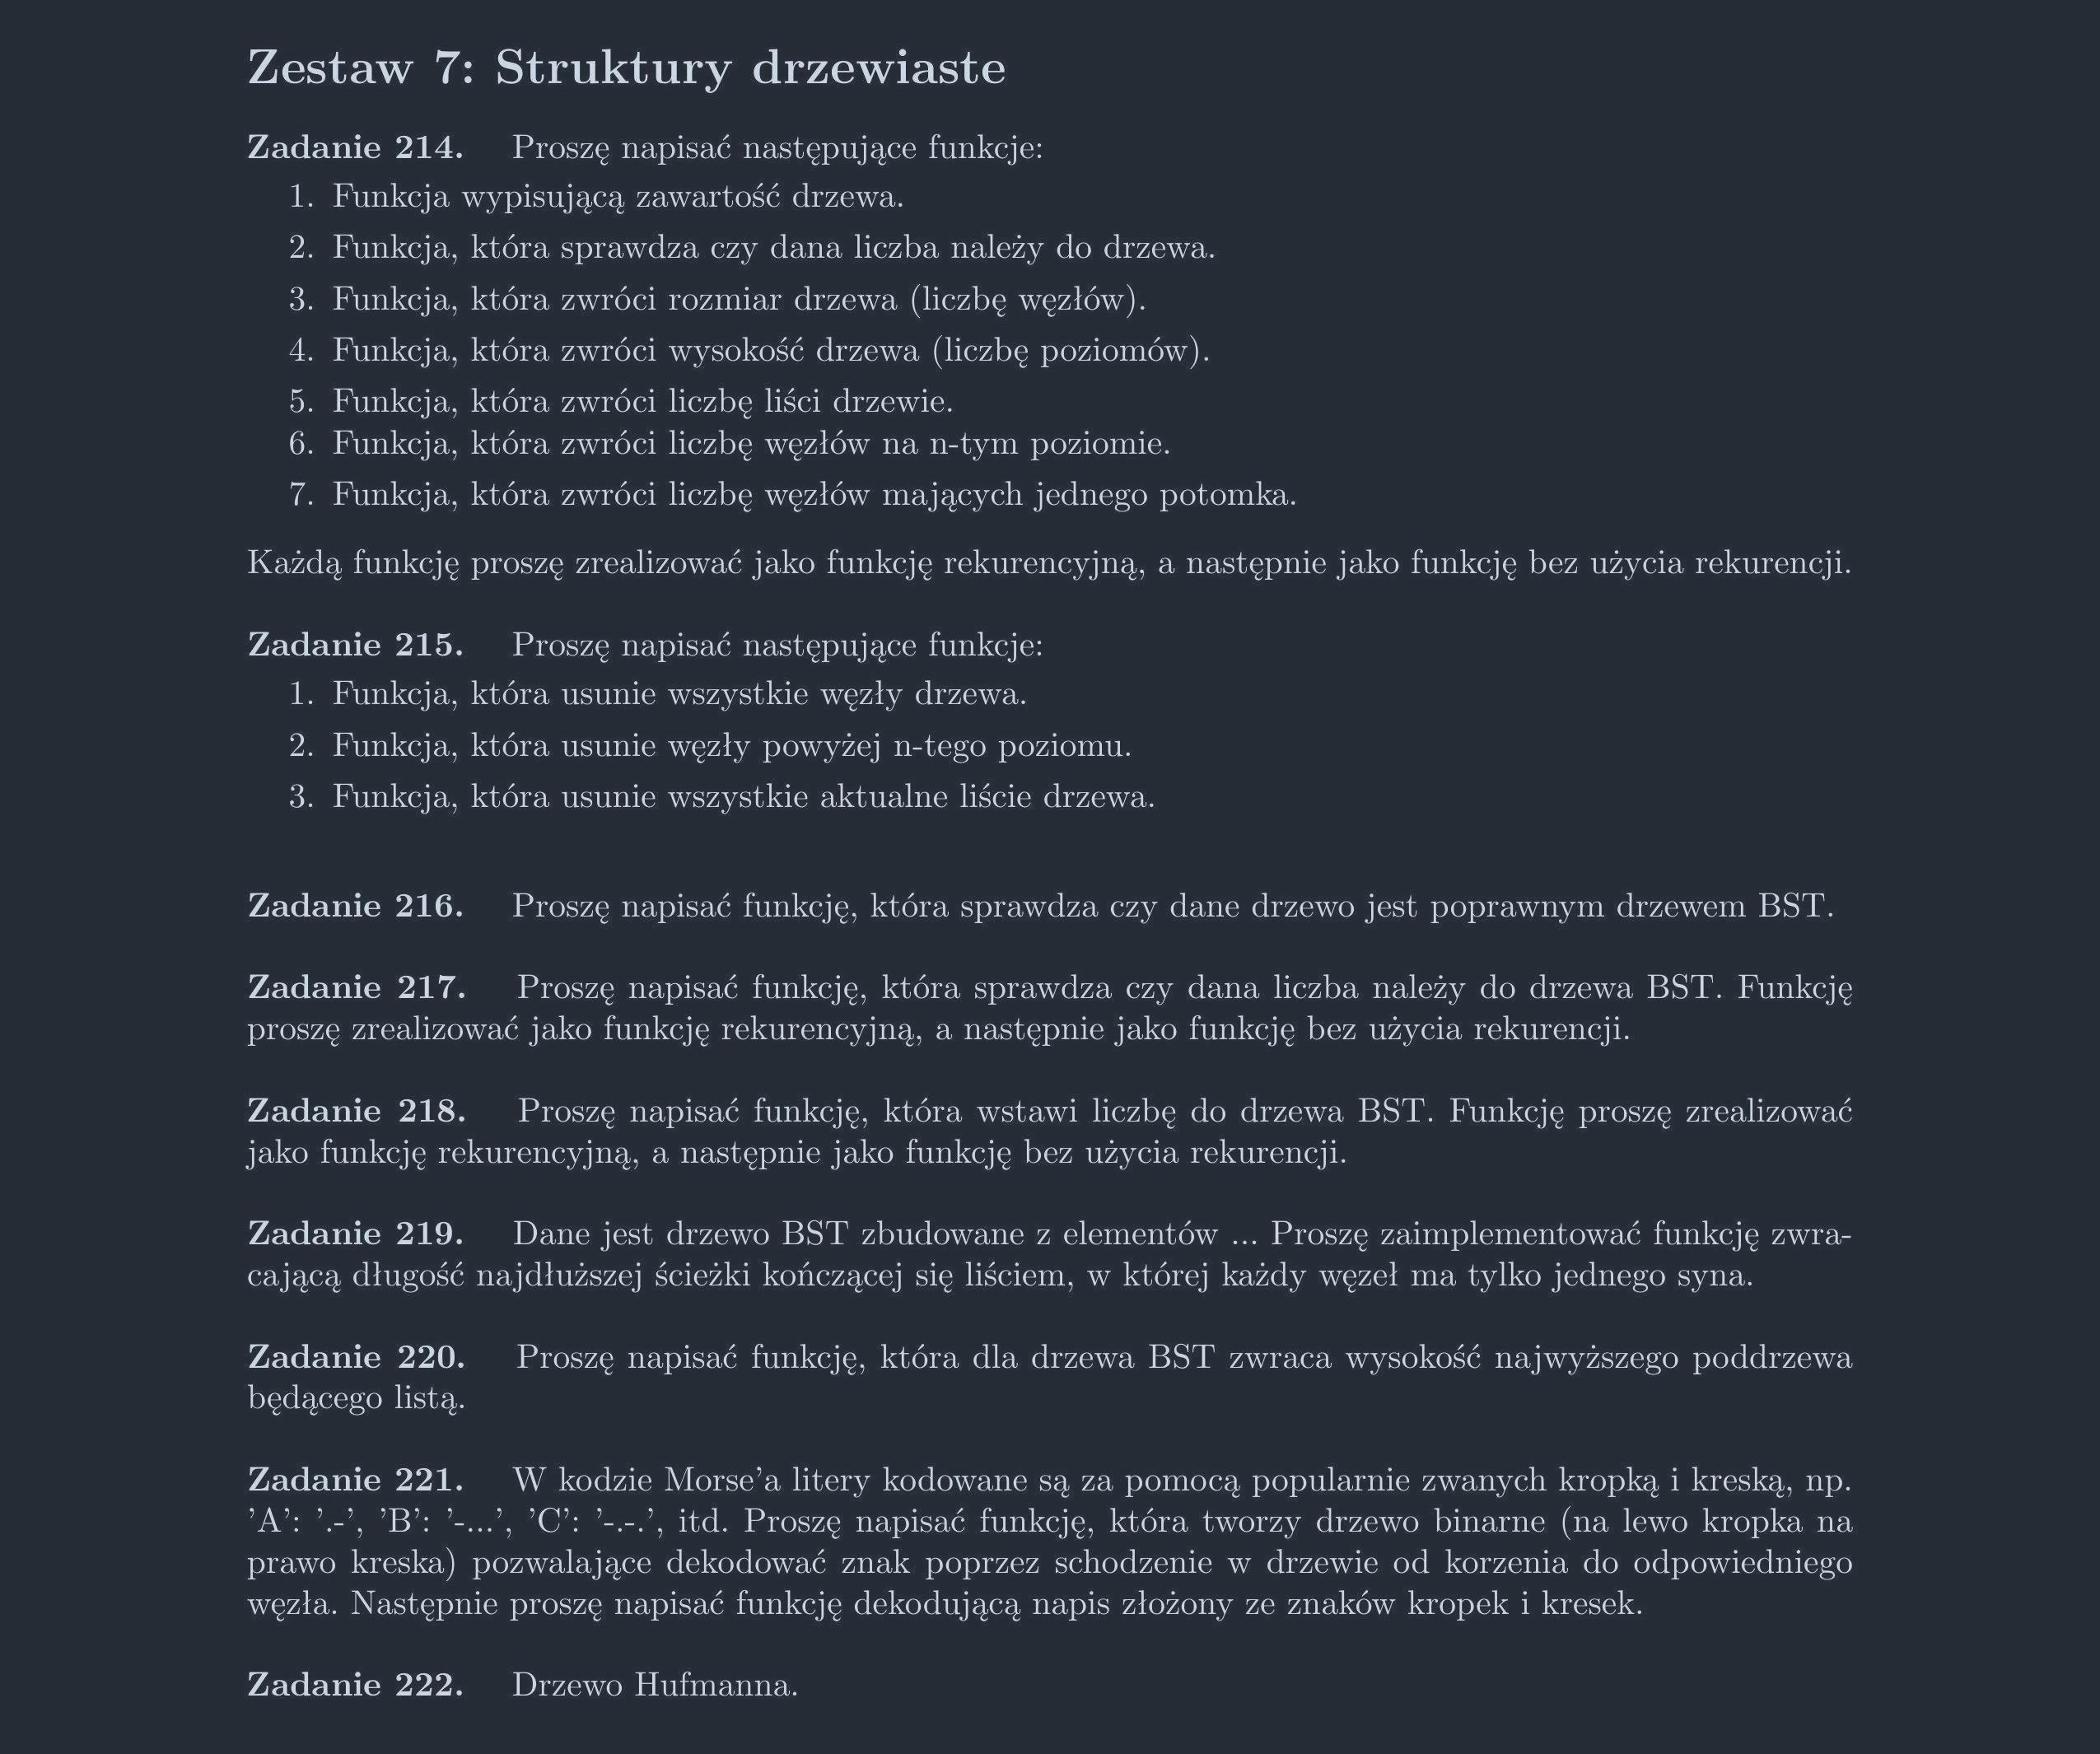 Zestaw 7: Struktury drzewiaste
Zadanie 214. Proszę napisać następujące funkcje:
1. Funkcja wypisującą zawartość drzewa.
2. Funkcja, która sprawdza czy dana liczba należy do drzewa.
3. Funkcja, która zwróci rozmiar drzewa (liczbę węzłów).
4. Funkcja, która zwróci wysokość drzewa (liczbę poziomów).
5. Funkcja, która zwróci liczbę liści drzewie.
6. Funkcja, która zwróci liczbę węzłów na n-tym poziomie.
7. Funkcja, która zwróci liczbę węzłów mających jednego potomka.
Każdą funkcję proszę zrealizować jako funkcję rekurencyjną, a następnie jako funkcję bez użycia rekurencji.
Zadanie 215. Proszę napisać następujące funkcje:
1. Funkcja, która usunie wszystkie węzły drzewa.
2. Funkcja, która usunie węzły powyżej n-tego poziomu.
3. Funkcja, która usunie wszystkie aktualne liście drzewa.
Zadanie 216. Proszę napisać funkcję, która sprawdza czy dane drzewo jest poprawnym drzewem BST.
Zadanie 217. Proszę napisać funkcję, która sprawdza czy dana liczba należy do drzewa BST. Funkcję
proszę zrealizować jako funkcję rekurencyjną, a następnie jako funkcję bez użycia rekurencji.
Zadanie 218. Proszę napisać funkcję, która wstawi liczbę do drzewa BST. Funkcję proszę zrealizować
jako funkcję rekurencyjną, a następnie jako funkcję bez użycia rekurencji.
Zadanie 219. Dane jest drzewo BST zbudowane z elementów ... Proszę zaimplementować funkcję zwra-
cającą długość najdłuższej ścieżki kończącej się liściem, w której każdy węzeł ma tylko jednego syna.
Zadanie 220. Proszę napisać funkcję, która dla drzewa BST zwraca wysokość najwyższego poddrzewa
będącego listą.
Zadanie 221. W kodzie Morse'a litery kodowane są za pomocą popularnie zwanych kropką i kreską, np.
'A': '.-', 'B': '-...', 'C': '-.-.', itd. Proszę napisać funkcję, która tworzy drzewo binarne (na lewo kropka na
prawo kreska) pozwalające dekodować znak poprzez schodzenie w drzewie od korzenia do odpowiedniego
węzła. Następnie proszę napisać funkcję dekodującą napis złożony ze znaków kropek i kresek.
Zadanie 222. Drzewo Hufmanna.